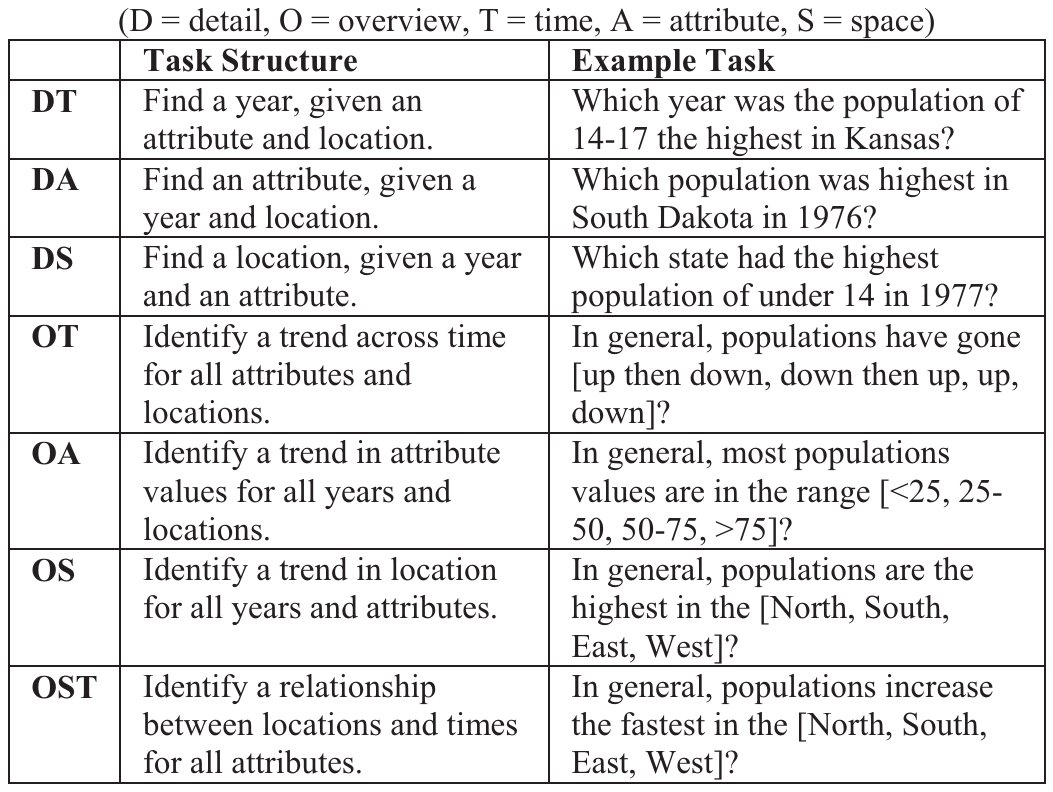 (D = detail, O = overview, T = time, A = attribute, S = space)
Task Structure
Example Task
DT
Find a year, given an
attribute and location.
Which year was the population of
14-17 the highest in Kansas?
DA
Find an attribute, given a
year and location.
Which population was highest in
South Dakota in 1976?
DS
Find a location, given a year
and an attribute.
Which state had the highest
population of under 14 in 1977?
OT
Identify a trend across time
for all attributes and
locations.
In general, populations have gone
[up then down, down then up, up,
down]?
OA
Identify a trend in attribute
values for all years and
locations.
In general, most populations
values are in the range [<25, 25-
50, 50-75, >75]?
OS
Identify a trend in location
for all years and attributes.
In general, populations are the
highest in the [North, South,
East, West]?
OST
Identify a relationship
between locations and times
for all attributes.
In general, populations increase
the fastest in the [North, South,
East, West]?